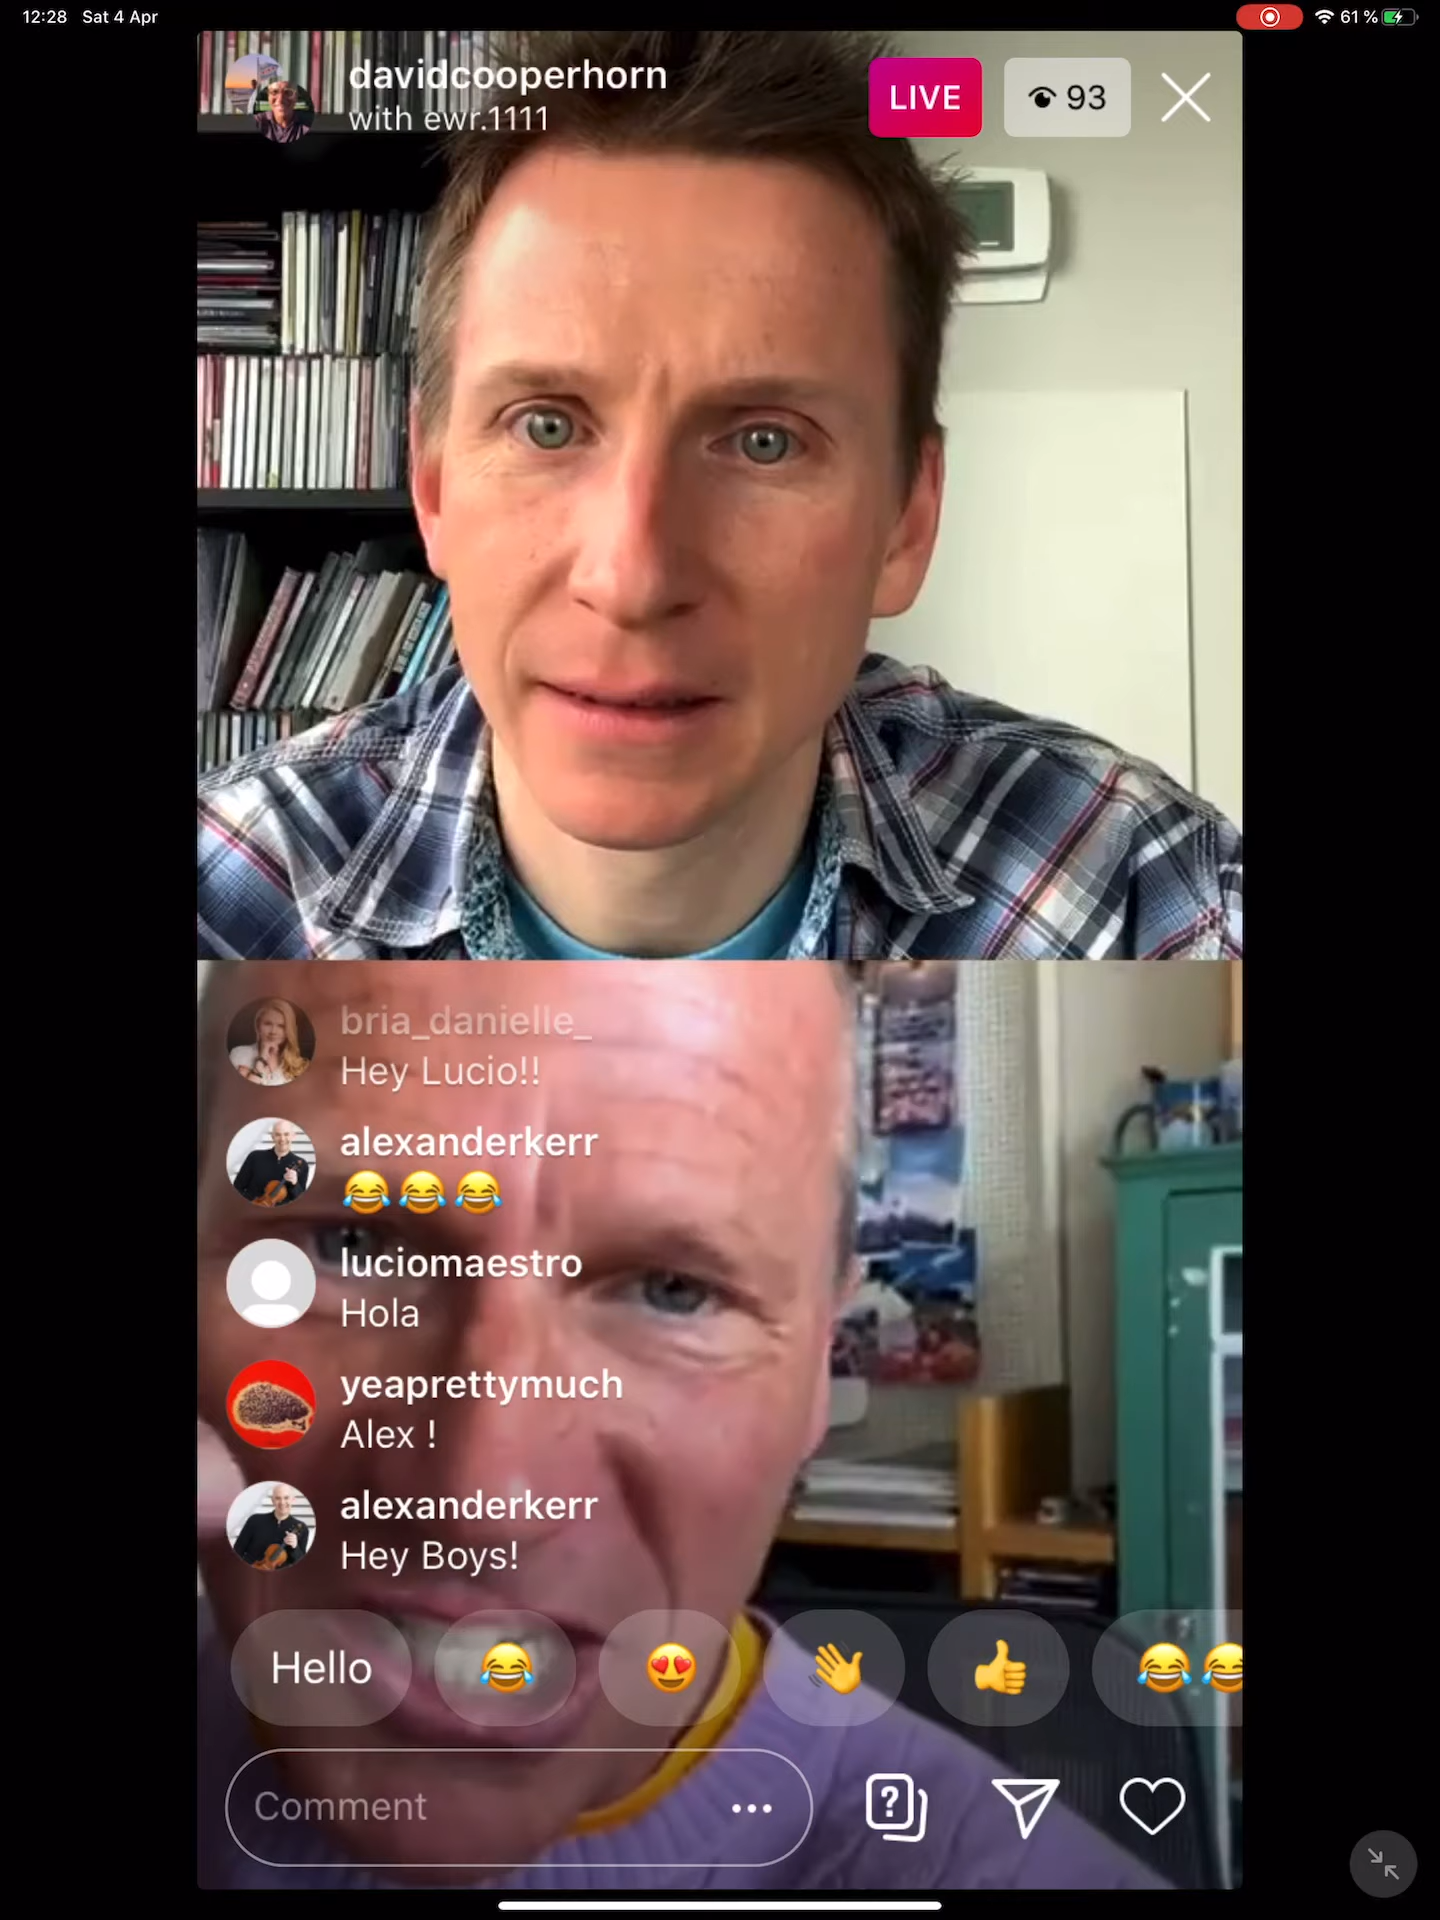 12:28 Sat 4 Apr
61 %
davidcooperhorn
with ewr.1111
LIVE
93
bria_danielle_
Hey Lucio!!
alexanderkerr
😂😂😂
luciomaestro
Hola
yeaprettymuch
Alex !
alexanderkerr
Hey Boys!
Hello
Comment